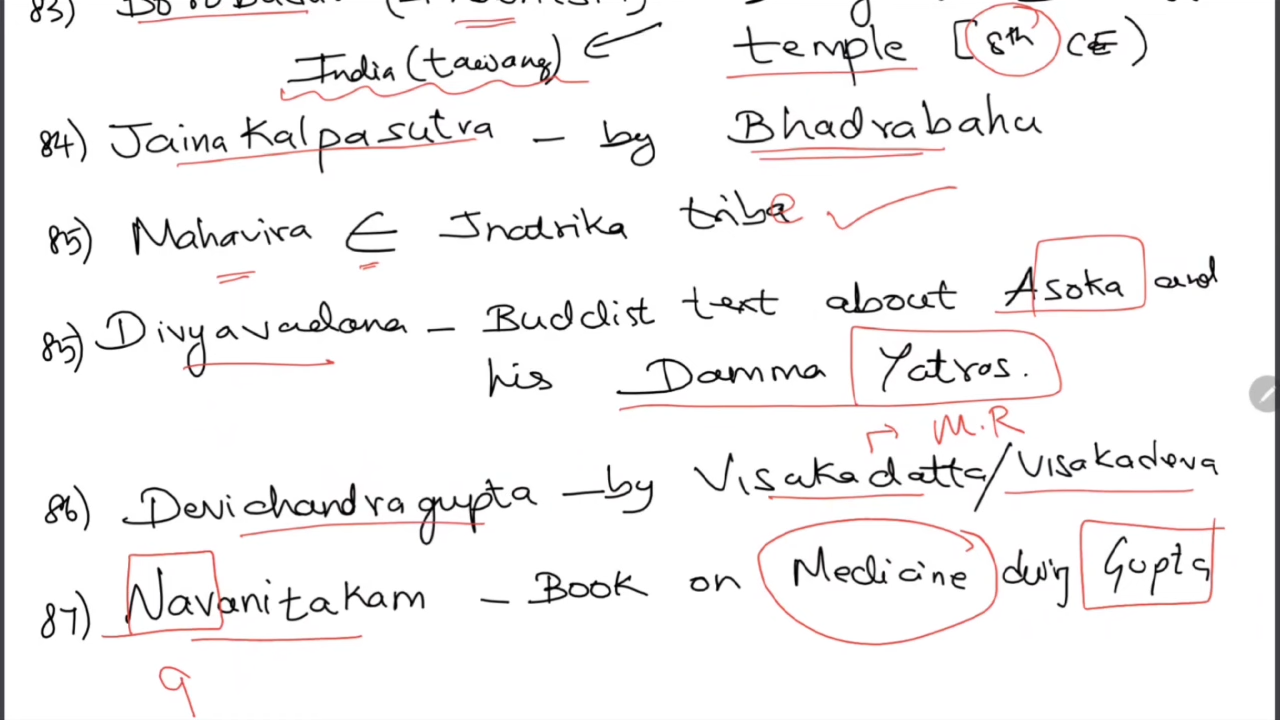 83)
India (tawang) ← temple [8th CE)
84) Jaina Kalpasutra - by Bhadrabahu
85) Mahavira ∈ Jnatrika tribe ✓
85) Divyavadana - Buddist text about Asoka and
his Damma Yatras.
→ M.R
86) Devichandragupta - by Visakadatta/Visakadeva
87) Navanitakam - Book on Medicine during Gupta
9